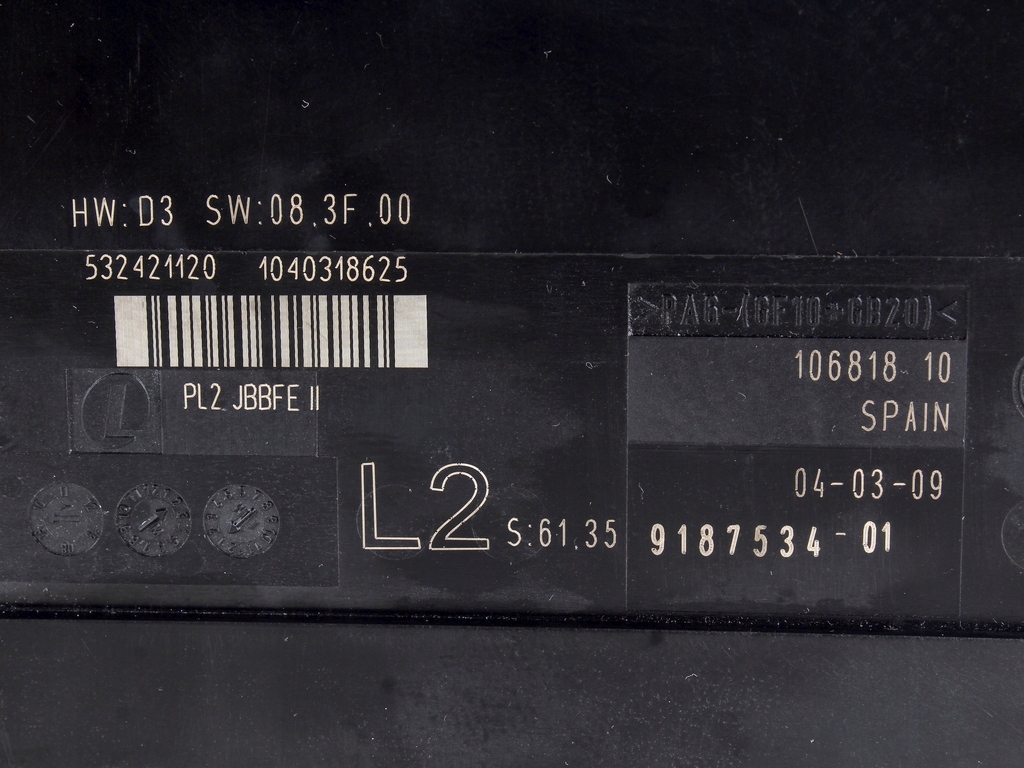 HW: D3 SW:08.3F.00
532421120 1040318625
PL2 JBBFE II
L2 S:61.35
>PA6-(GF10+GB20)<
106818 10
SPAIN
04-03-09
9187534-01